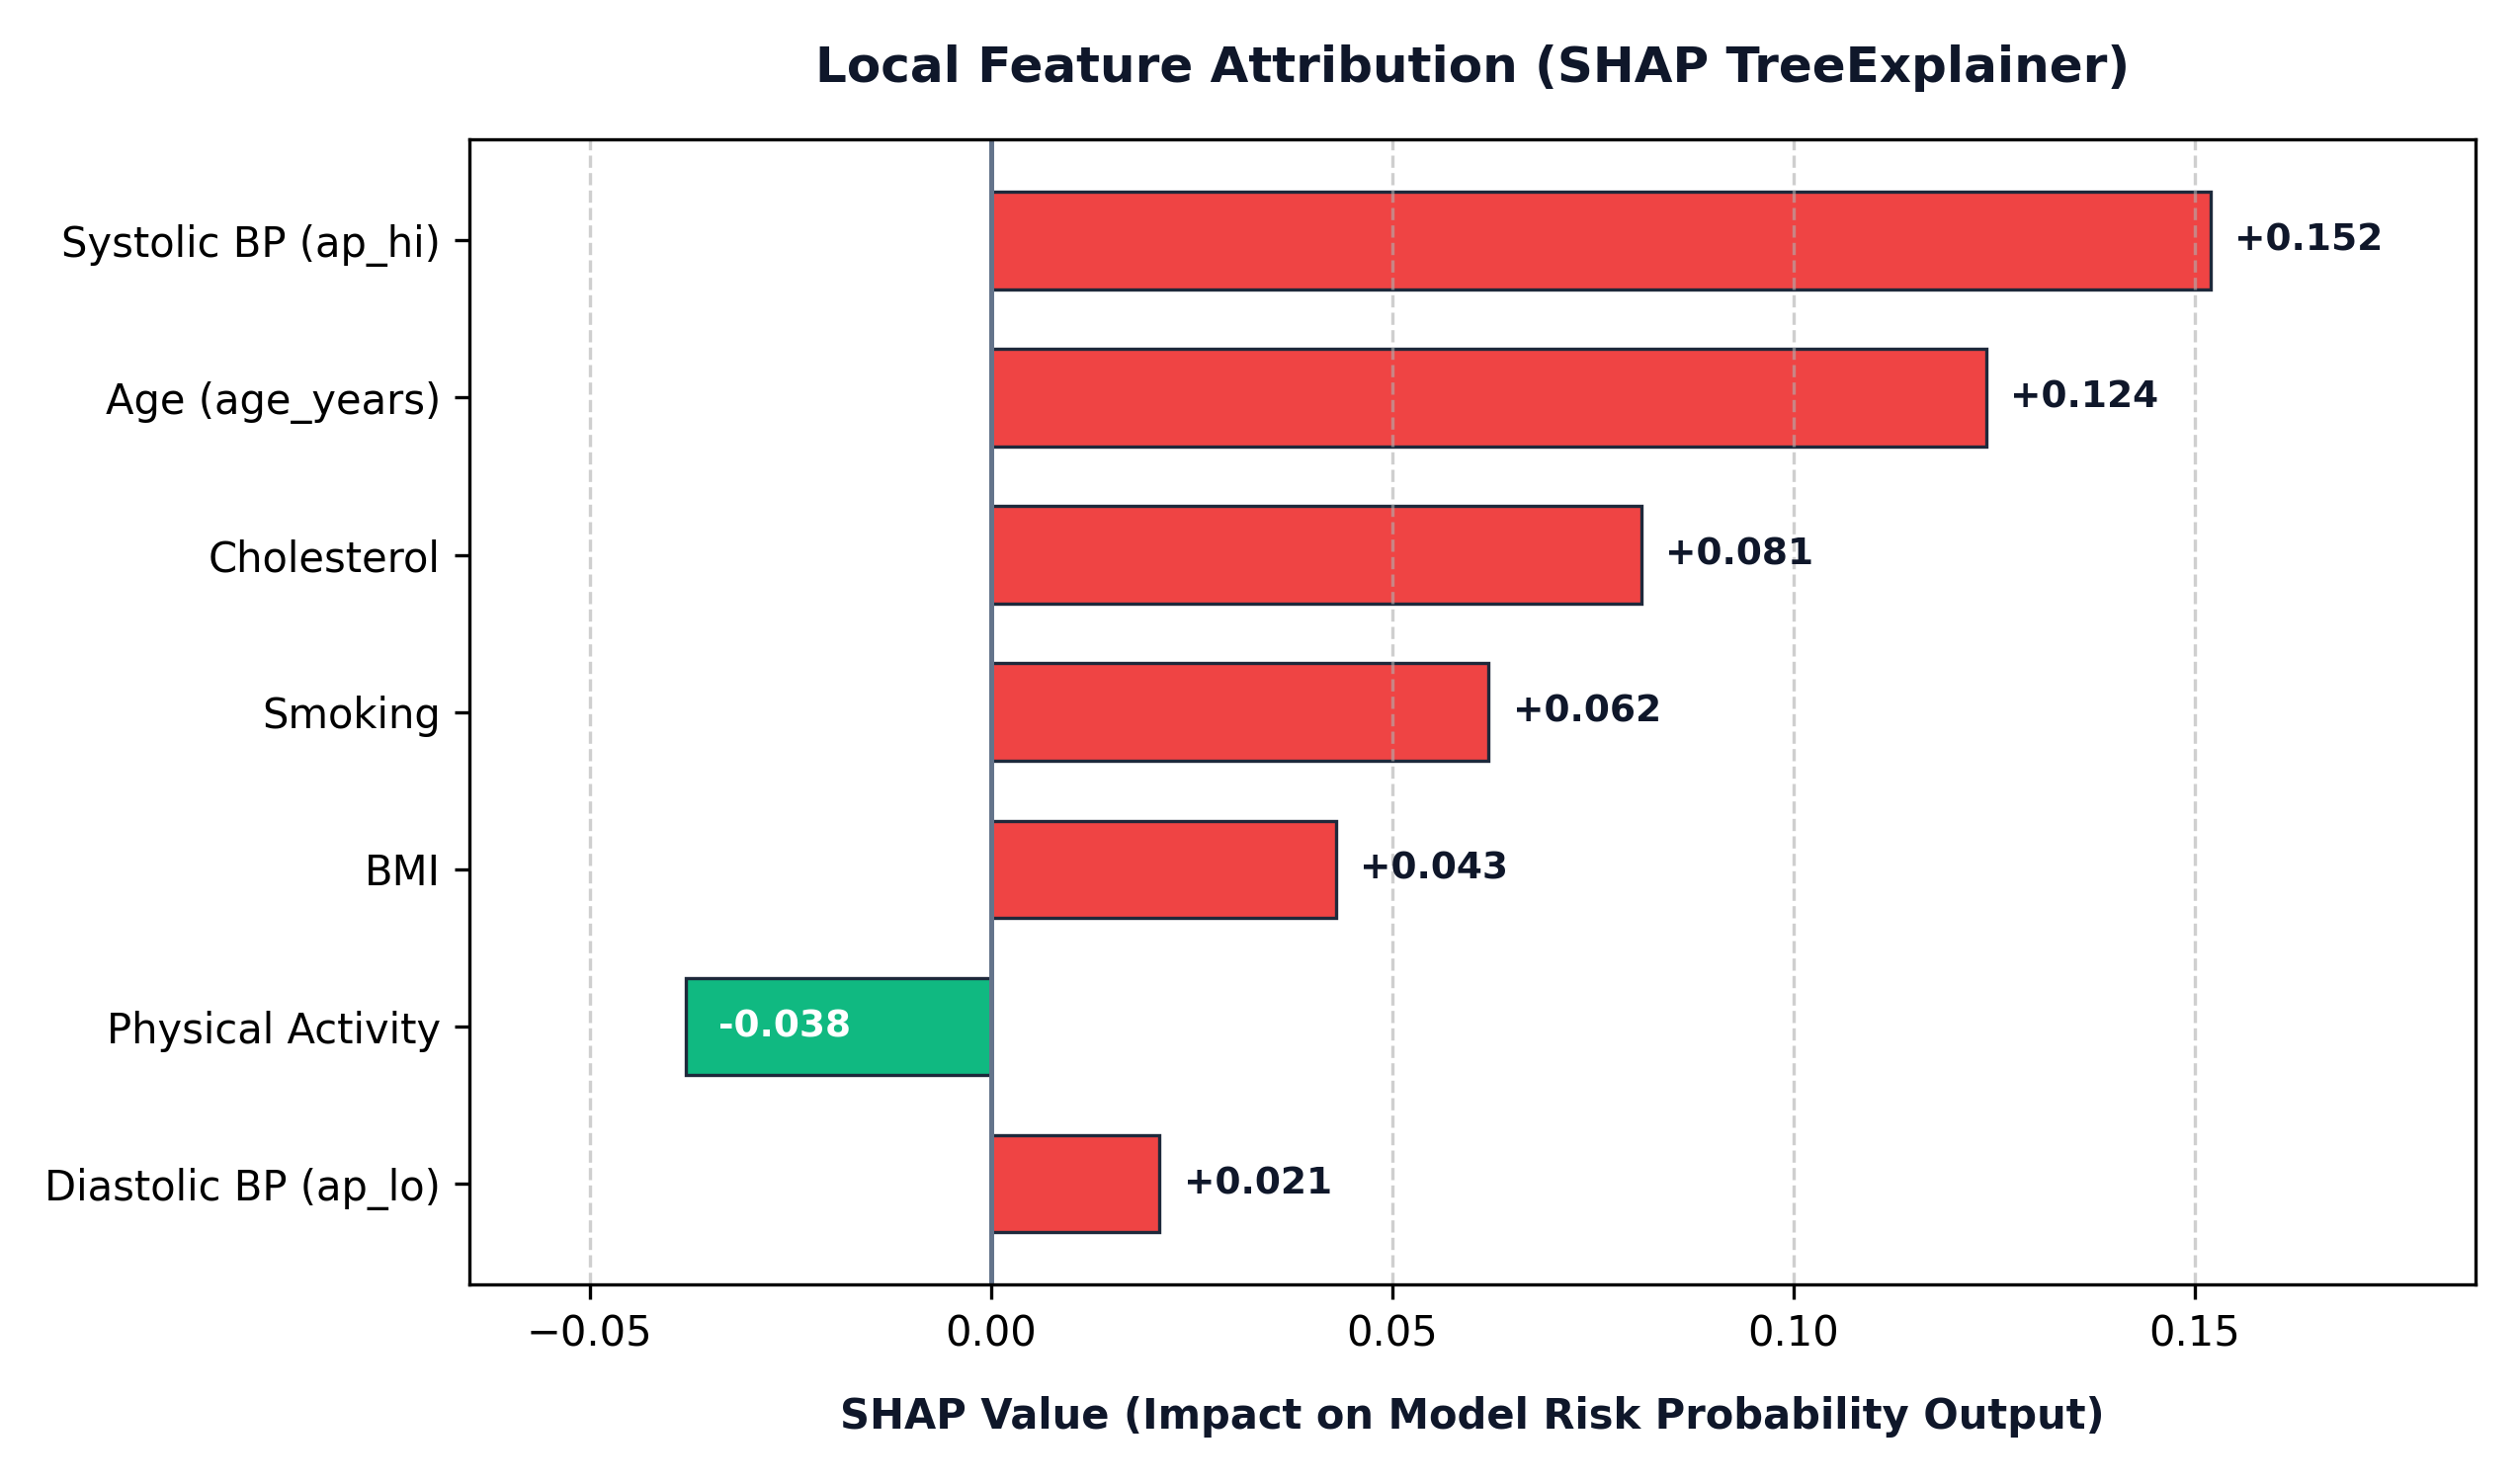 Local Feature Attribution (SHAP TreeExplainer)
Systolic BP (ap_hi)
+0.152
Age (age_years)
+0.124
Cholesterol
+0.081
Smoking
+0.062
BMI
+0.043
Physical Activity
-0.038
Diastolic BP (ap_lo)
+0.021
−0.05 0.00 0.05 0.10 0.15
SHAP Value (Impact on Model Risk Probability Output)